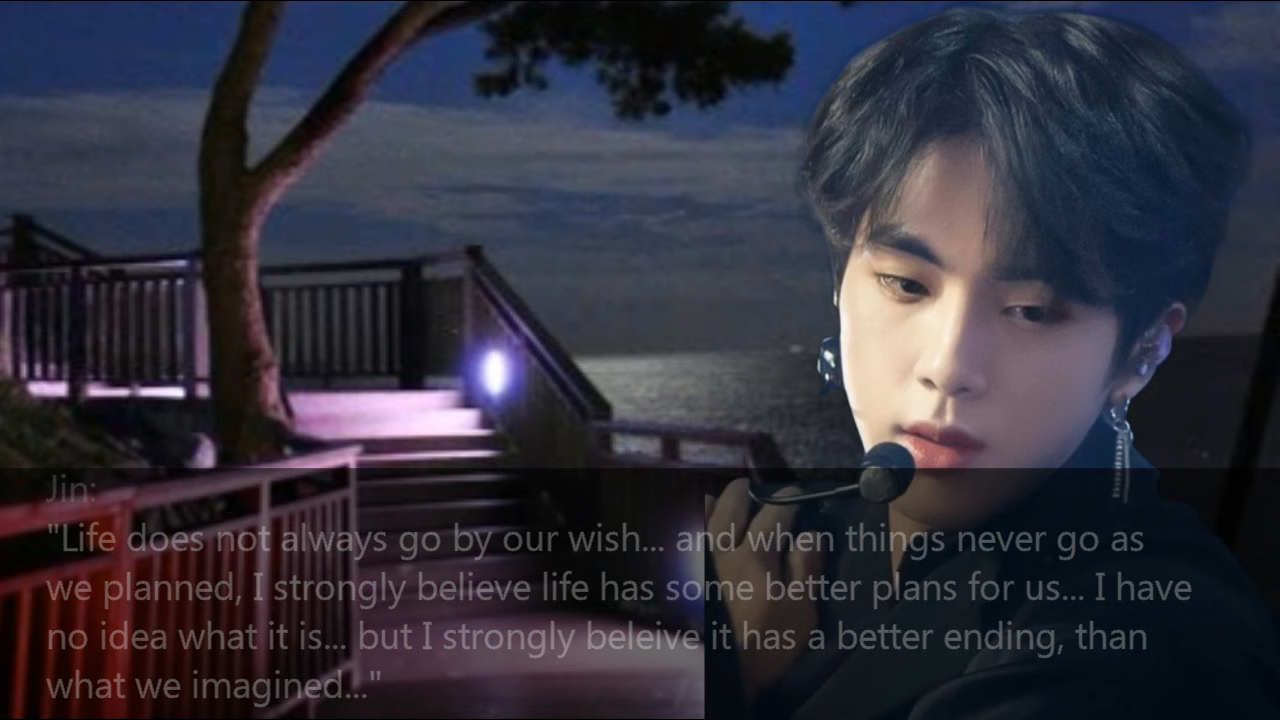 Jin:
"Life does not always go by our wish... and when things never go as
we planned, I strongly believe life has some better plans for us... I have
no idea what it is... but I strongly beleive it has a better ending, than
what we imagined..."